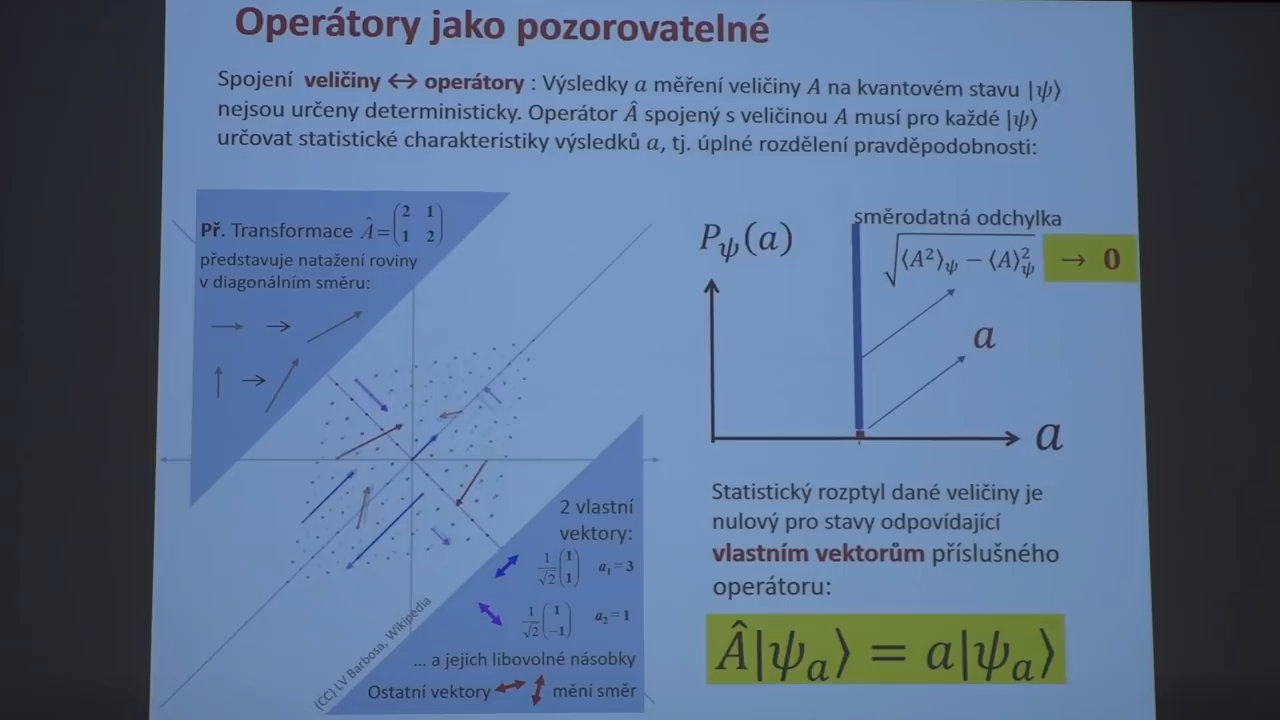 Operátory jako pozorovatelné
Spojení veličiny ↔ operátory : Výsledky a měření veličiny A na kvantovém stavu |ψ⟩
nejsou určeny deterministicky. Operátor Â spojený s veličinou A musí pro každé |ψ⟩
určovat statistické charakteristiky výsledků a, tj. úplné rozdělení pravděpodobnosti:
Př. Transformace Â = (2 1
1 2)
představuje natažení roviny
v diagonálním směru:
→ → 
2 vlastní
vektory:
1/√2 (1
1) a₁ = 3
1/√2 (1
−1) a₂ = 1
... a jejich libovolné násobky
Ostatní vektory mění směr
(CC) LV Barbosa, Wikipedia
směrodatná odchylka
P_ψ(a)
√(⟨A²⟩_ψ − ⟨A⟩²_ψ) → 0
a
a
Statistický rozptyl dané veličiny je
nulový pro stavy odpovídající
vlastním vektorům příslušného
operátoru:
Â|ψₐ⟩ = a|ψₐ⟩